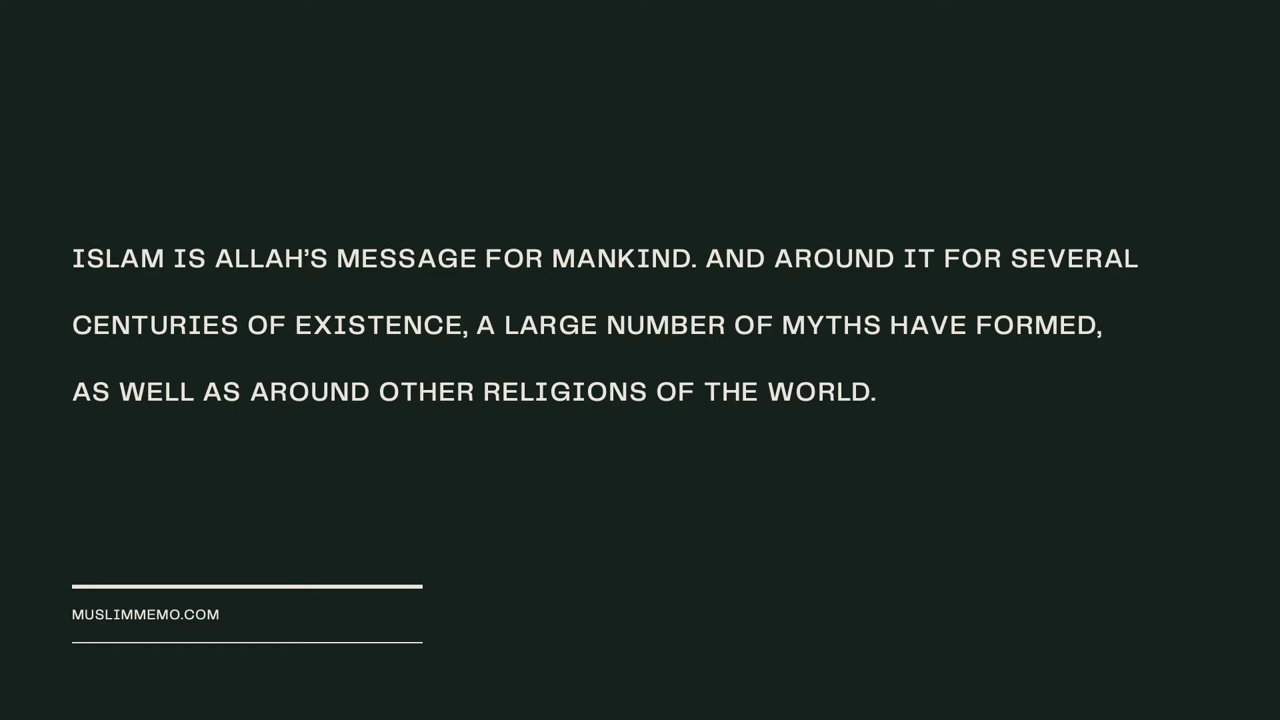 ISLAM IS ALLAH’S MESSAGE FOR MANKIND. AND AROUND IT FOR SEVERAL
CENTURIES OF EXISTENCE, A LARGE NUMBER OF MYTHS HAVE FORMED,
AS WELL AS AROUND OTHER RELIGIONS OF THE WORLD.
MUSLIMMEMO.COM